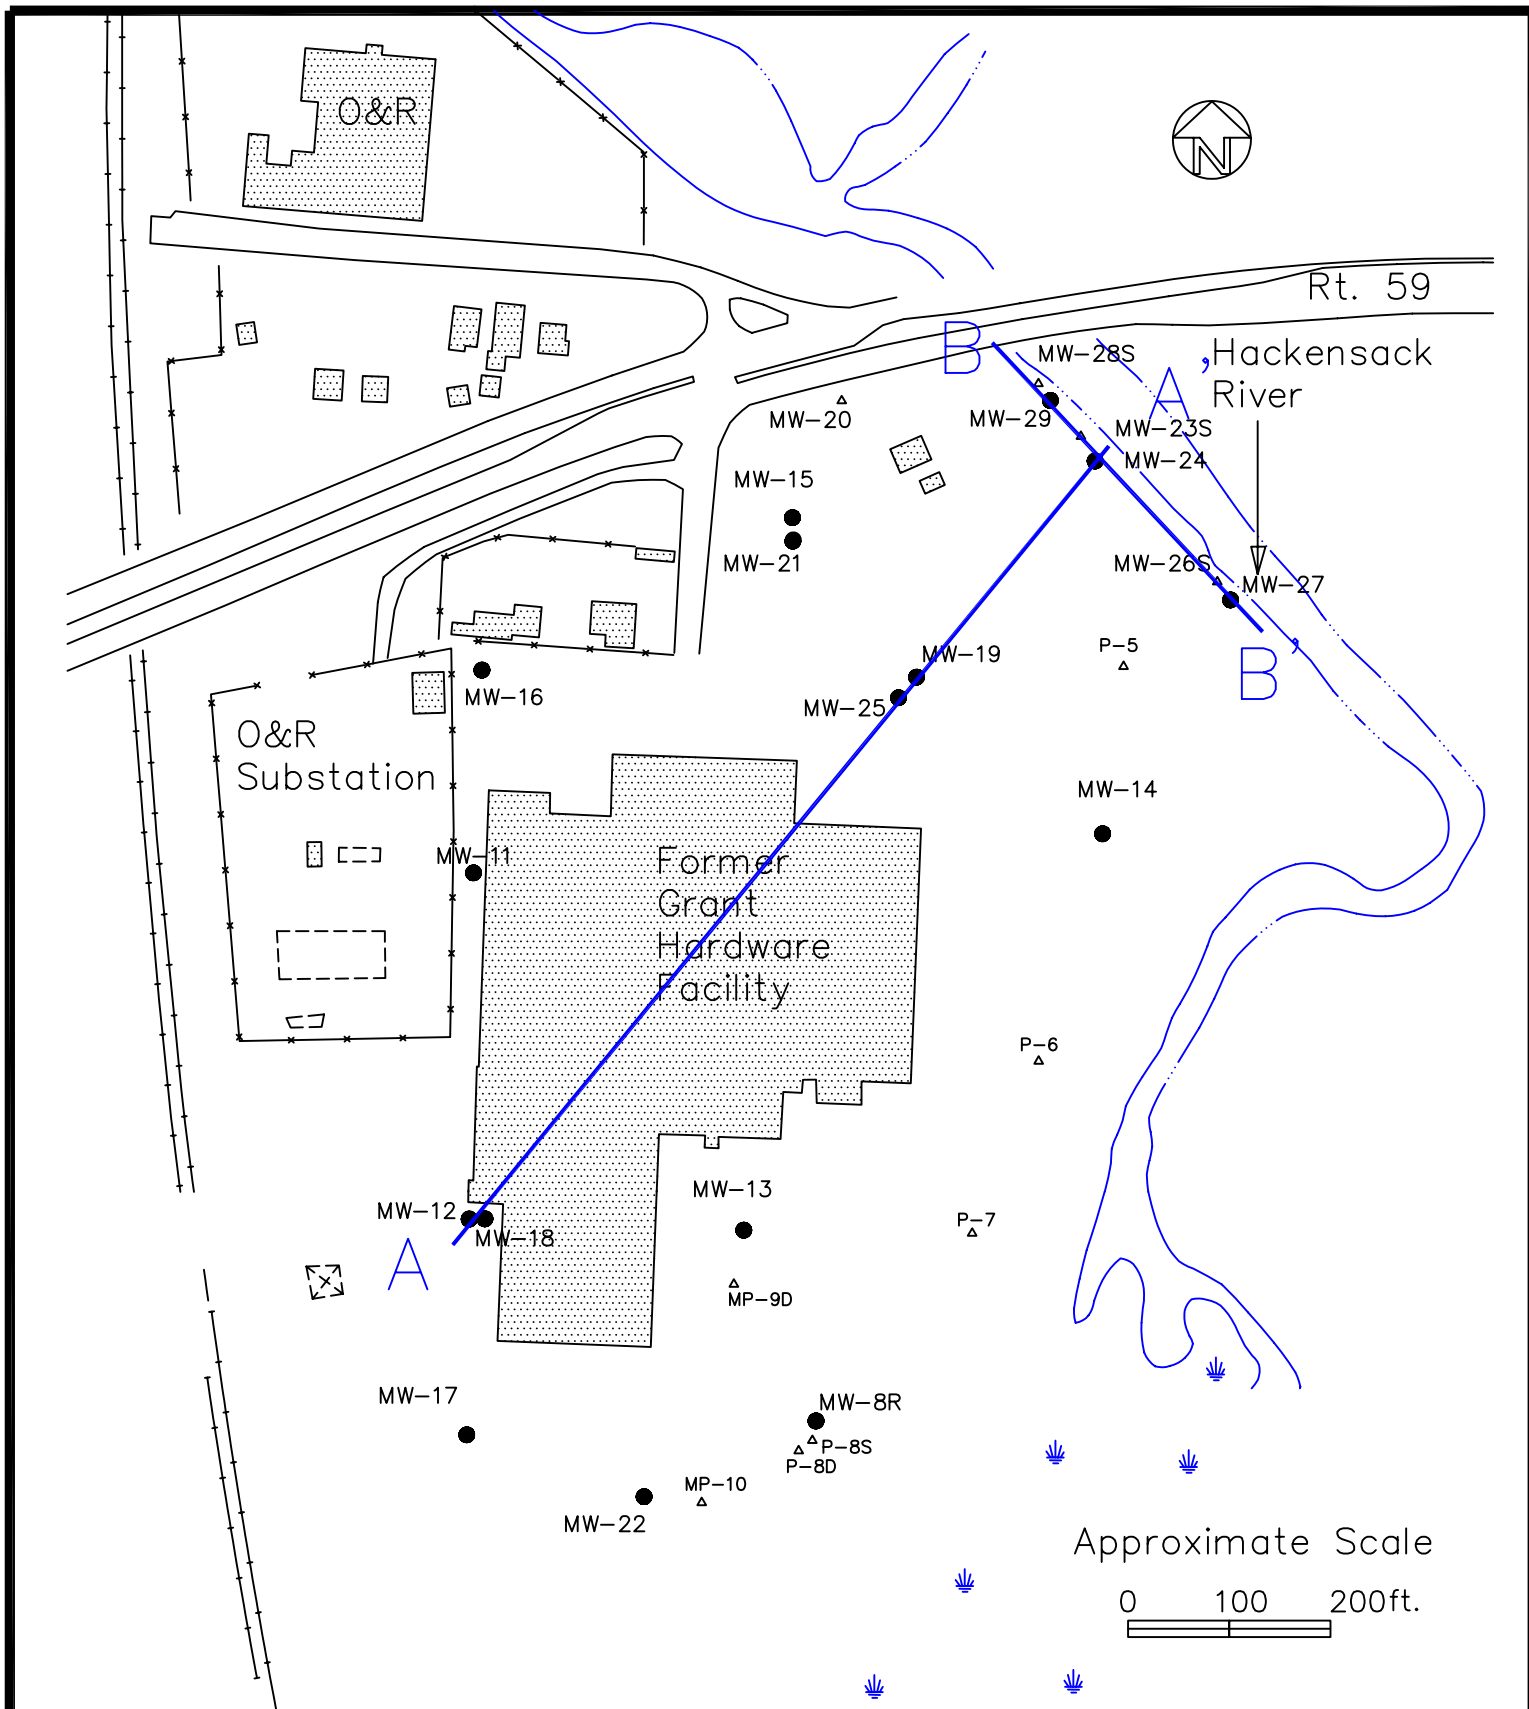 O&R
N
Rt. 59
B
MW-28S
A'
Hackensack
River
MW-20
MW-29
MW-23S
MW-24
MW-15
MW-21
MW-26S
MW-27
P-5
B'
MW-19
MW-16
MW-25
O&R
Substation
MW-14
MW-11
Former
Grant
Hardware
Facility
P-6
MW-13
MW-12
MW-18
P-7
A
MP-9D
MW-17
MW-8R
P-8S
P-8D
MP-10
MW-22
Approximate Scale
0 100 200ft.